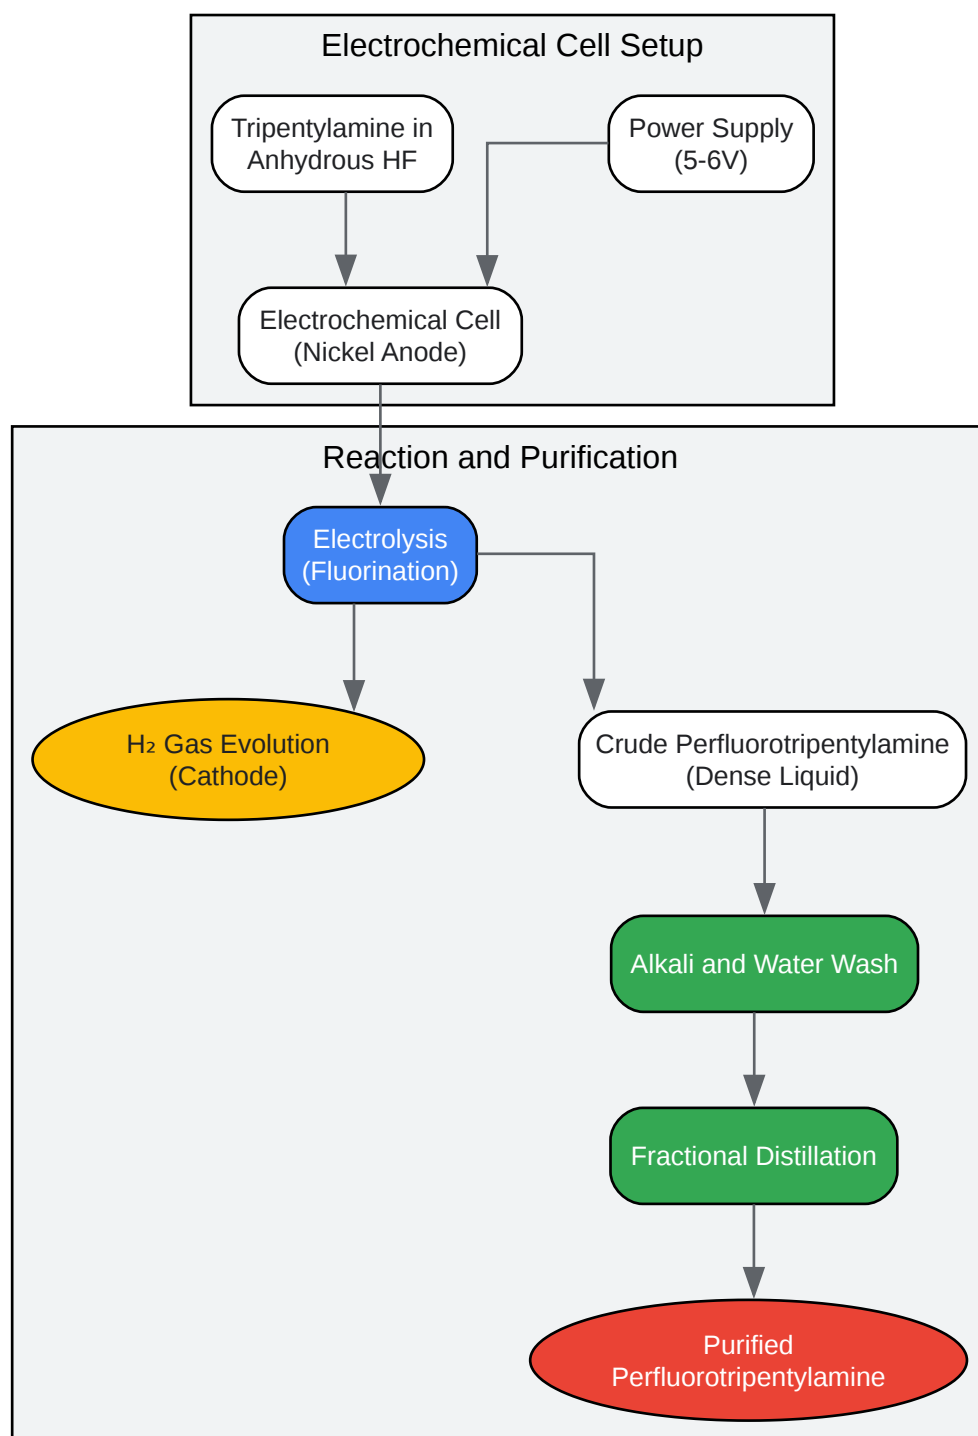 Electrochemical Cell Setup
Tripentylamine in
Anhydrous HF
Power Supply
(5-6V)
Electrochemical Cell
(Nickel Anode)
Reaction and Purification
Electrolysis
(Fluorination)
H₂ Gas Evolution
(Cathode)
Crude Perfluorotripentylamine
(Dense Liquid)
Alkali and Water Wash
Fractional Distillation
Purified
Perfluorotripentylamine